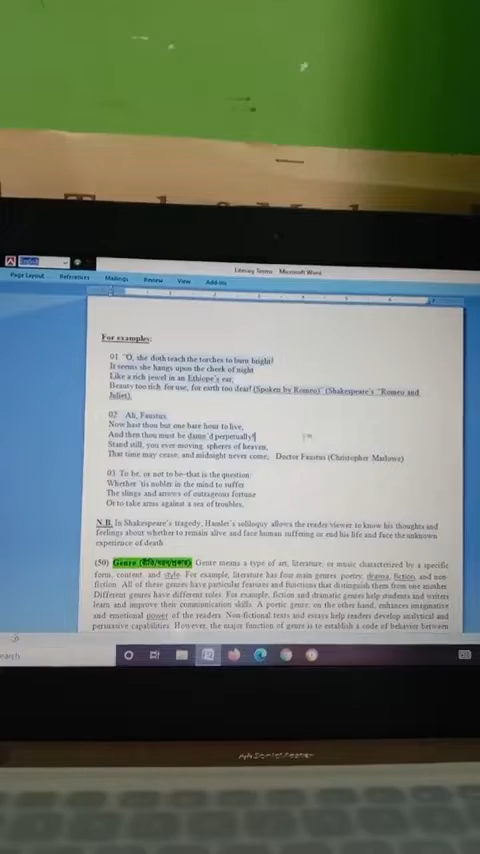 English
Literary Terms - Microsoft Word
Page Layout References Mailings Review View Add-Ins
For examples:
01 "O, she doth teach the torches to burn bright!
It seems she hangs upon the cheek of night
Like a rich jewel in an Ethiope's ear;
Beauty too rich for use, for earth too dear! (Spoken by Romeo)" (Shakespeare's "Romeo and
Juliet).
02 Ah, Faustus.
Now hast thou but one bare hour to live,
And then thou must be damn'd perpetually!
Stand still, you ever-moving spheres of heaven,
That time may cease, and midnight never come, Doctor Faustus (Christopher Marlowe)
03 To be, or not to be--that is the question:
Whether 'tis nobler in the mind to suffer
The slings and arrows of outrageous fortune
Or to take arms against a sea of troubles,
N.B. In Shakespeare's tragedy, Hamlet's soliloquy allows the reader/viewer to know his thoughts and
feelings about whether to remain alive and face human suffering or end his life and face the unknown
experience of death
(50) Genre (রীতি/ধরণ/প্রকার) Genre means a type of art, literature, or music characterized by a specific
form, content, and style. For example, literature has four main genres poetry, drama, fiction, and non-
fiction. All of these genres have particular features and functions that distinguish them from one another.
Different genres have different roles. For example, fiction and dramatic genres help students and writers
learn and improve their communication skills. A poetic genre, on the other hand, enhances imaginative
and emotional power of the readers. Non-fictional texts and essays help readers develop analytical and
persuasive capabilities. However, the major function of genre is to establish a code of behavior between
earch